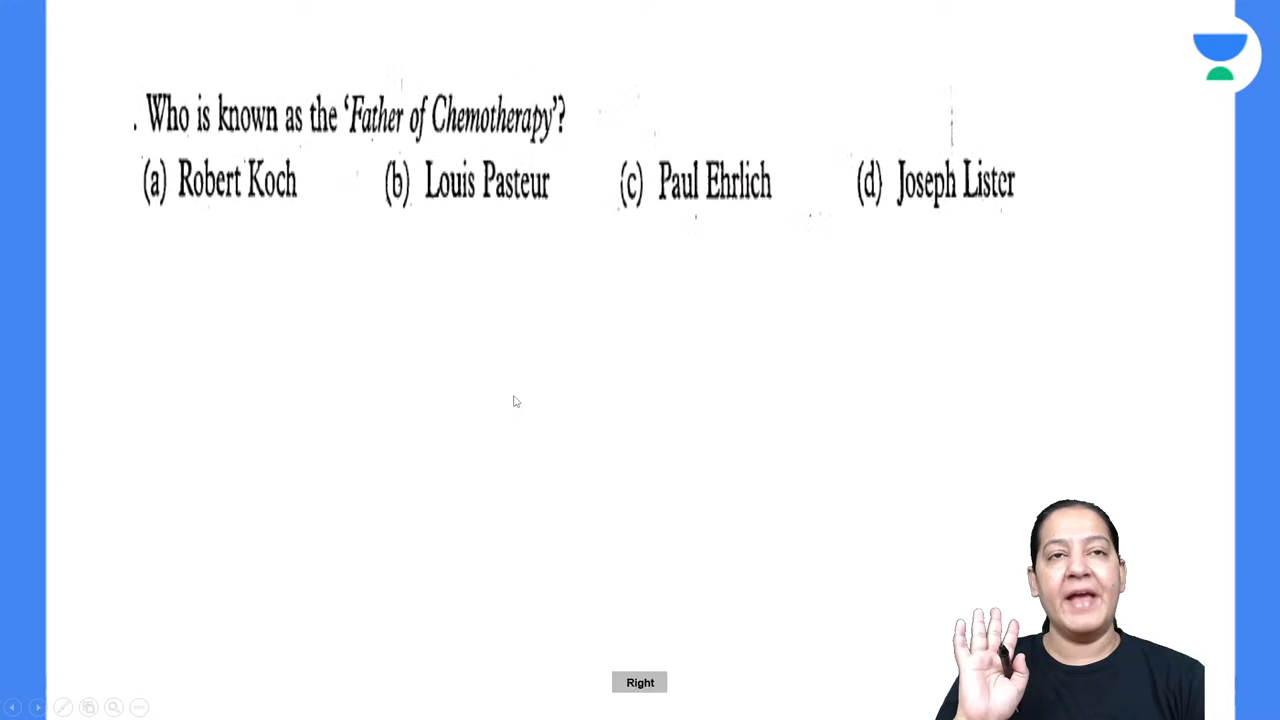 . Who is known as the ‘Father of Chemotherapy’?
(a) Robert Koch (b) Louis Pasteur (c) Paul Ehrlich (d) Joseph Lister
Right